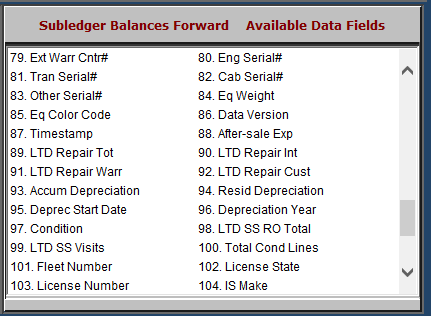 Subledger Balances Forward Available Data Fields
79. Ext Warr Cntr# 80. Eng Serial#
81. Tran Serial# 82. Cab Serial#
83. Other Serial# 84. Eq Weight
85. Eq Color Code 86. Data Version
87. Timestamp 88. After-sale Exp
89. LTD Repair Tot 90. LTD Repair Int
91. LTD Repair Warr 92. LTD Repair Cust
93. Accum Depreciation 94. Resid Depreciation
95. Deprec Start Date 96. Depreciation Year
97. Condition 98. LTD SS RO Total
99. LTD SS Visits 100. Total Cond Lines
101. Fleet Number 102. License State
103. License Number 104. IS Make